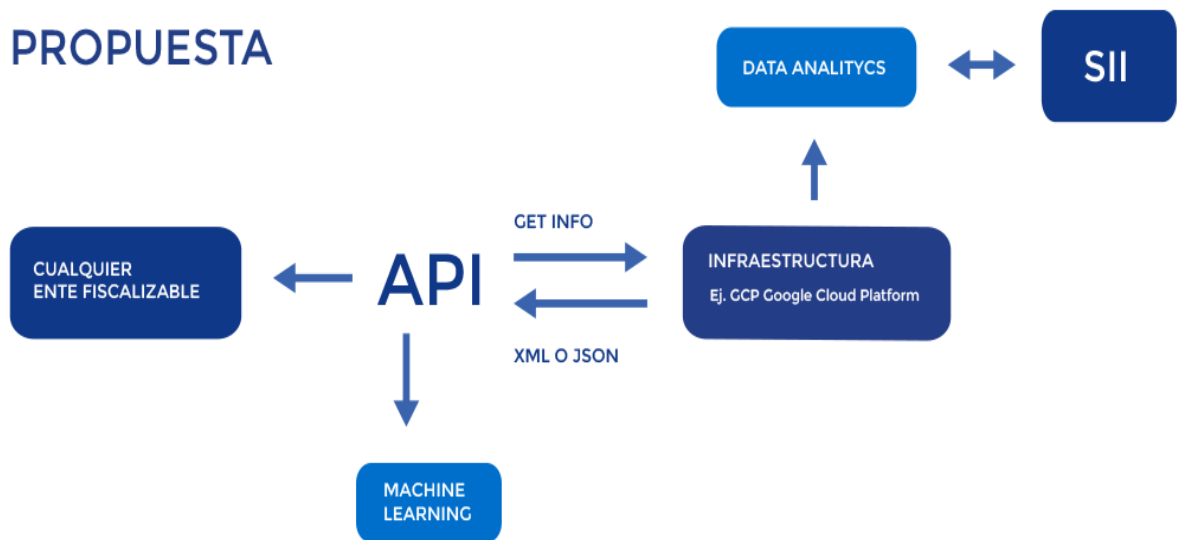 PROPUESTA
DATA ANALITYCS
SII
GET INFO
CUALQUIER
ENTE FISCALIZABLE
API
INFRAESTRUCTURA
Ej. GCP Google Cloud Platform
XML O JSON
MACHINE
LEARNING